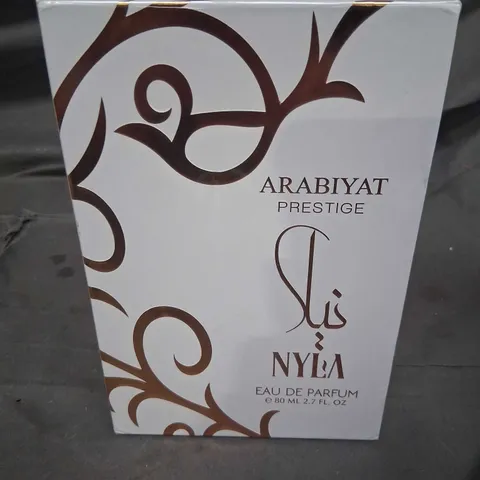 ARABIYAT
PRESTIGE
نيلا
NYLA
EAU DE PARFUM
℮ 80 ML 2.7 FL. OZ